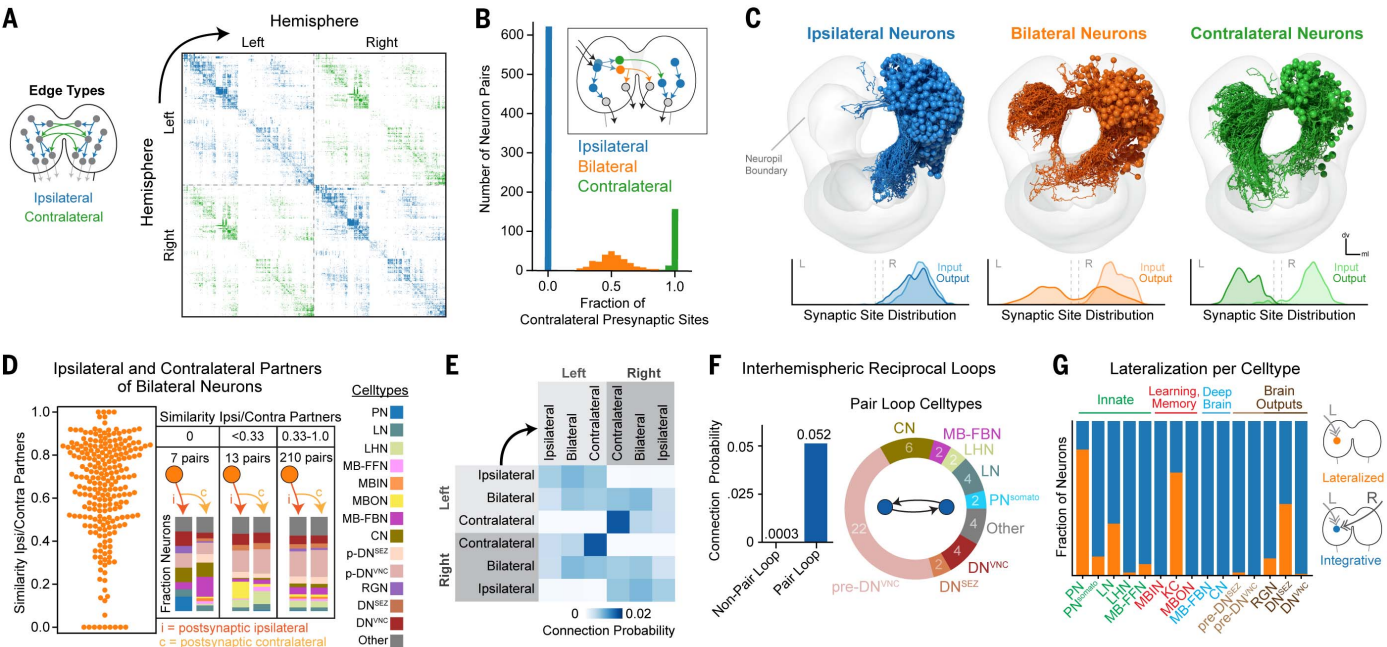 A
Hemisphere
Left
Right
Edge Types
Ipsilateral
Contralateral
Hemisphere
Left
Right
B
Number of Neuron Pairs
600
500
400
300
200
100
0
Ipsilateral
Bilateral
Contralateral
0.0
0.5
1.0
Fraction of
Contralateral Presynaptic Sites
C
Ipsilateral Neurons
Bilateral Neurons
Contralateral Neurons
Neuropil
Boundary
dv
ml
L
R
Input
Output
Synaptic Site Distribution
L
R
Input
Output
Synaptic Site Distribution
L
R
Input
Output
Synaptic Site Distribution
D
Ipsilateral and Contralateral Partners
of Bilateral Neurons
Similarity Ipsi/Contra Partners
1.0
0.8
0.6
0.4
0.2
0.0
Similarity Ipsi/Contra Partners
0
<0.33
0.33-1.0
7 pairs
13 pairs
210 pairs
i
c
i
c
i
c
Fraction Neurons
i = postsynaptic ipsilateral
c = postsynaptic contralateral
Celltypes
PN
LN
LHN
MB-FFN
MBIN
MBON
MB-FBN
CN
p-DNSEZ
p-DNVNC
RGN
DNSEZ
DNVNC
Other
E
Left
Right
Ipsilateral
Bilateral
Contralateral
Contralateral
Bilateral
Ipsilateral
Left
Right
Ipsilateral
Bilateral
Contralateral
Contralateral
Bilateral
Ipsilateral
0
0.02
Connection Probability
F
Interhemispheric Reciprocal Loops
Connection Probability
0.05
.025
0
.0003
0.052
Non-Pair Loop
Pair Loop
Pair Loop Celltypes
CN
6
MB-FBN
2
LHN
2
LN
4
PNsomato
2
Other
4
DNVNC
4
DNSEZ
2
pre-DNVNC
22
G
Lateralization per Celltype
Innate
Learning,
Memory
Deep
Brain
Brain
Outputs
Fraction of Neurons
PN
PNsomato
LN
LHN
MB-FFN
MBIN
KC
MBON
MB-FBN
CN
pre-DNSEZ
pre-DNVNC
RGN
DNSEZ
DNVNC
L
Lateralized
L
R
Integrative